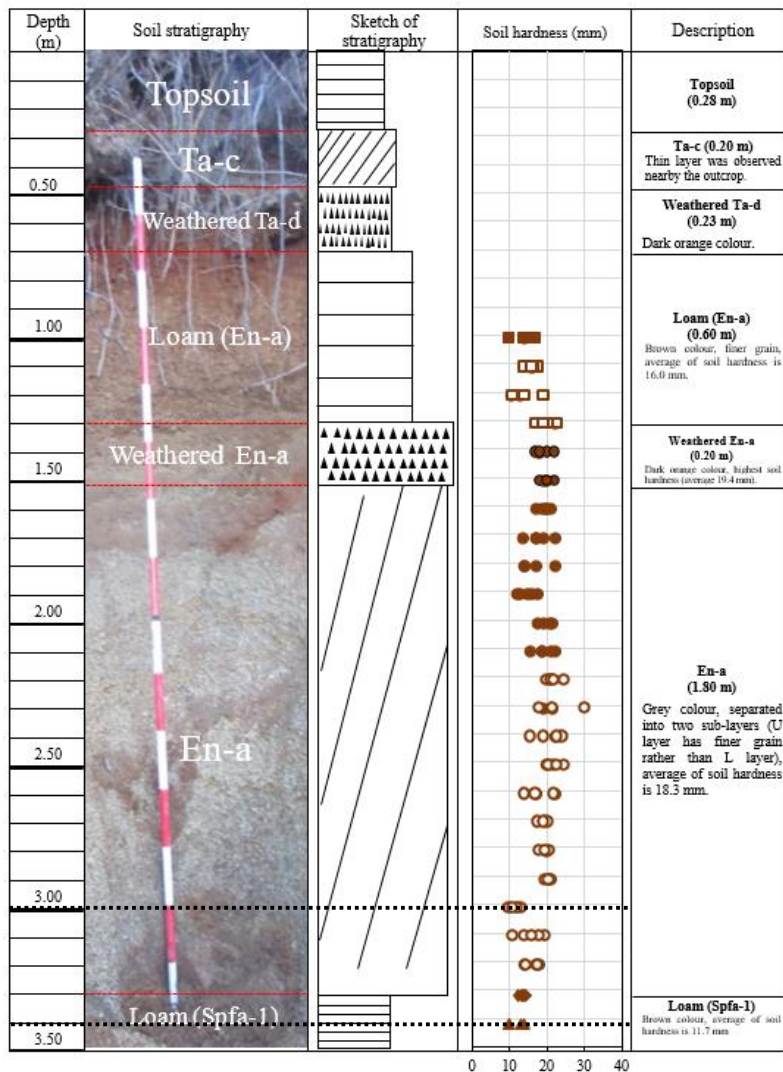 Depth
(m)
Soil stratigraphy
Sketch of
stratigraphy
Soil hardness (mm)
Description
Topsoil
Topsoil
(0.28 m)
Ta-c
Ta-c (0.20 m)
Thin layer was observed
nearby the outcrop.
0.50
Weathered Ta-d
Weathered Ta-d
(0.23 m)
Dark orange colour.
1.00
Loam (En-a)
Loam (En-a)
(0.60 m)
Brown colour, finer grain,
average of soil hardness is
16.0 mm.
Weathered En-a
Weathered En-a
(0.20 m)
Dark orange colour, highest soil
hardness (average 19.4 mm).
1.50
2.00
En-a
En-a
(1.80 m)
Grey colour, separated
into two sub-layers (U
layer has finer grain
rather than L layer),
average of soil hardness
is 18.3 mm.
2.50
3.00
Loam (Spfa-1)
Loam (Spfa-1)
Brown colour, average of soil
hardness is 11.7 mm
3.50
0 10 20 30 40